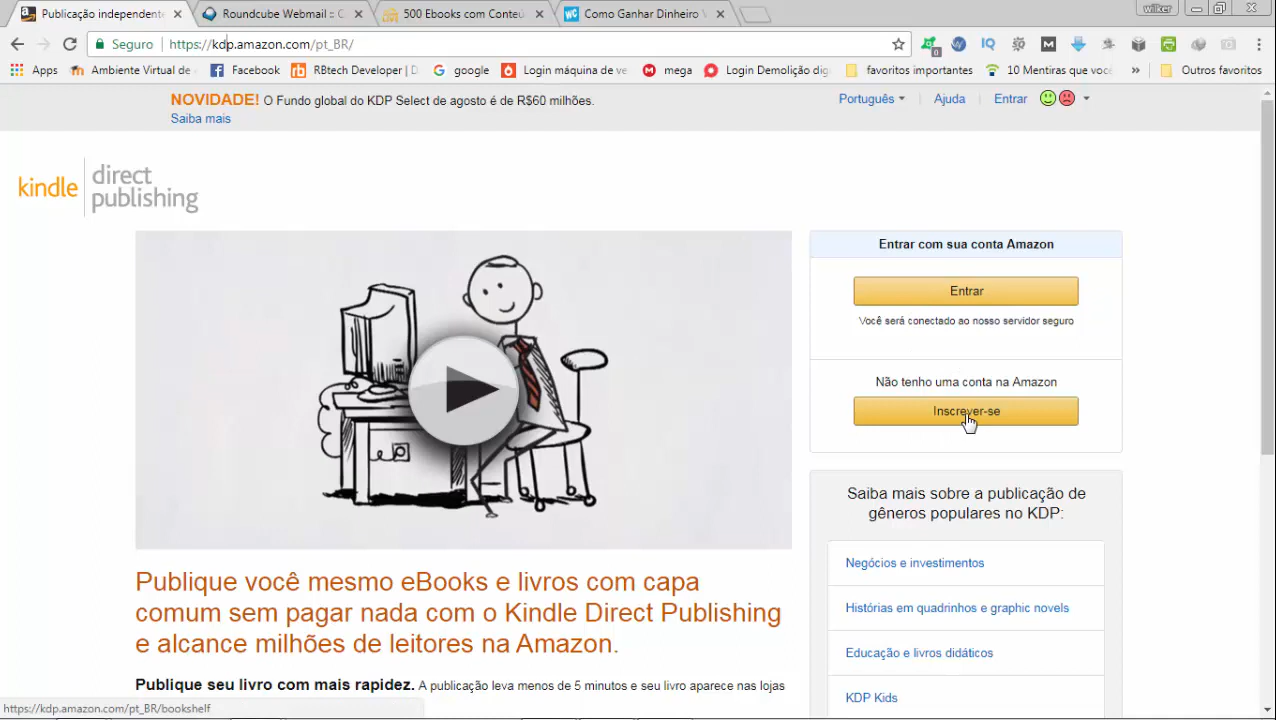 Publicação independente
Roundcube Webmail :: C
500 Ebooks com Conteú
Como Ganhar Dinheiro
wilker
Seguro
https://kdp.amazon.com/pt_BR/
Apps
Ambiente Virtual de
Facebook
RBtech Developer | D
google
Login máquina de ve
mega
Login Demolição dig
favoritos importantes
10 Mentiras que você
Outros favoritos
NOVIDADE! O Fundo global do KDP Select de agosto é de R$60 milhões.
Saiba mais
Português
Ajuda
Entrar
kindle
direct
publishing
Entrar com sua conta Amazon
Entrar
Você será conectado ao nosso servidor seguro
Não tenho uma conta na Amazon
Inscrever-se
Saiba mais sobre a publicação de
gêneros populares no KDP:
Negócios e investimentos
Histórias em quadrinhos e graphic novels
Educação e livros didáticos
KDP Kids
Publique você mesmo eBooks e livros com capa
comum sem pagar nada com o Kindle Direct Publishing
e alcance milhões de leitores na Amazon.
Publique seu livro com mais rapidez. A publicação leva menos de 5 minutos e seu livro aparece nas lojas
https://kdp.amazon.com/pt_BR/bookshelf